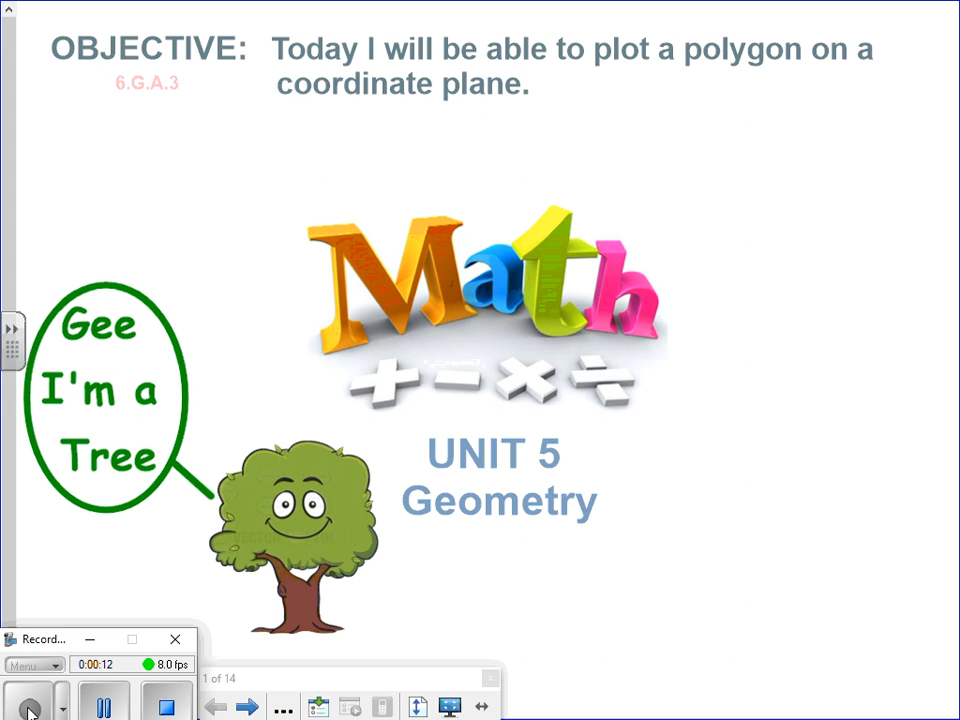 OBJECTIVE: Today I will be able to plot a polygon on a
6.G.A.3 coordinate plane.
Math
Gee
I'm a
Tree
UNIT 5
Geometry
Record...
Menu 0:00:12 8.0 fps
1 of 14